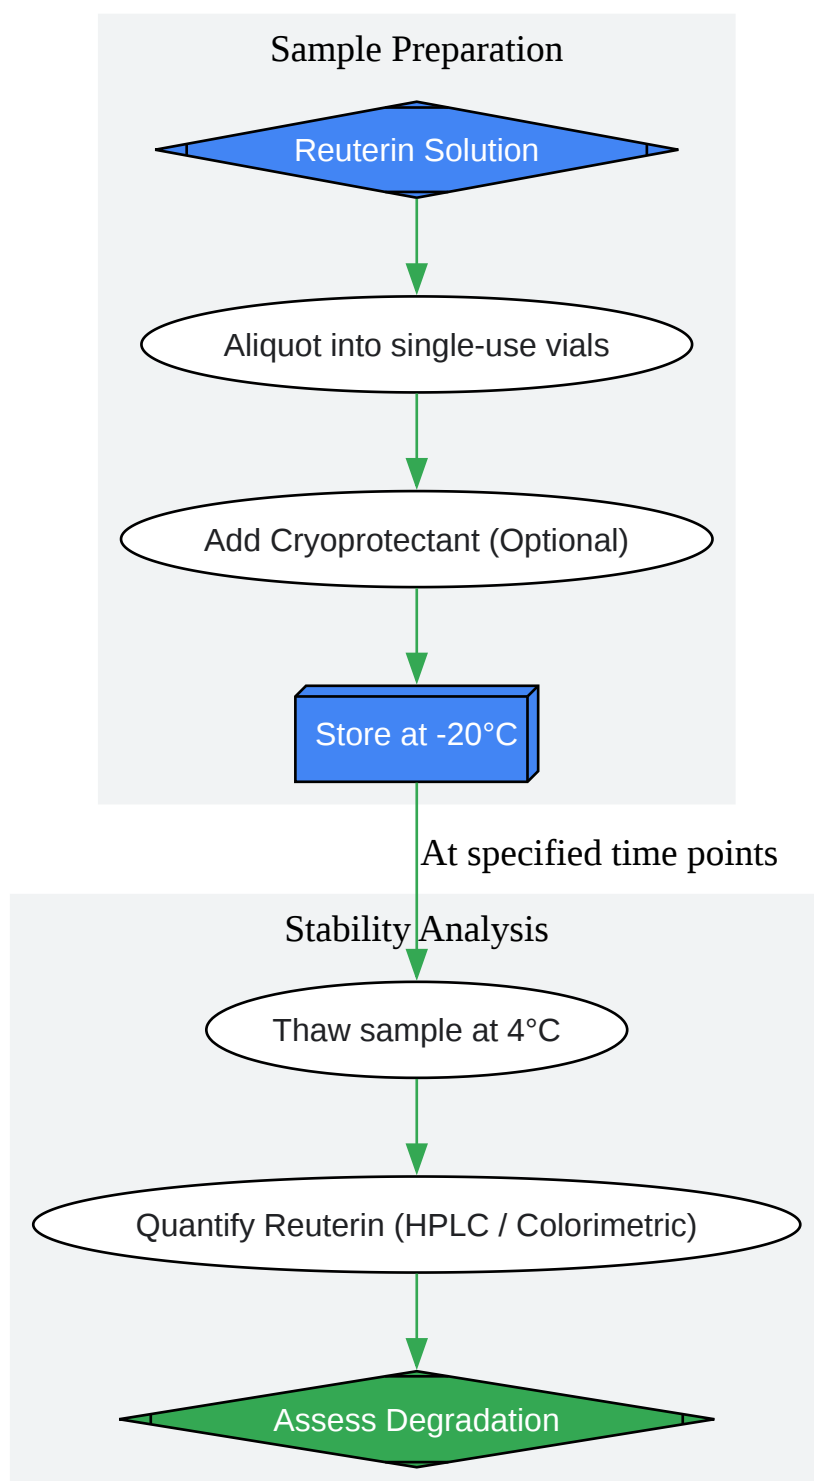 Sample Preparation
Reuterin Solution
Aliquot into single-use vials
Add Cryoprotectant (Optional)
Store at -20°C
At specified time points
Stability Analysis
Thaw sample at 4°C
Quantify Reuterin (HPLC / Colorimetric)
Assess Degradation